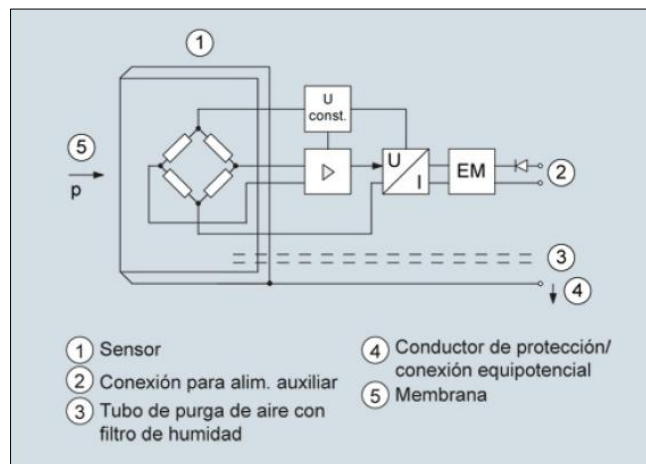 1
U
const.
5
p
U
I
EM
2
3
4
1 Sensor
2 Conexión para alim. auxiliar
3 Tubo de purga de aire con
filtro de humedad
4 Conductor de protección/
conexión equipotencial
5 Membrana